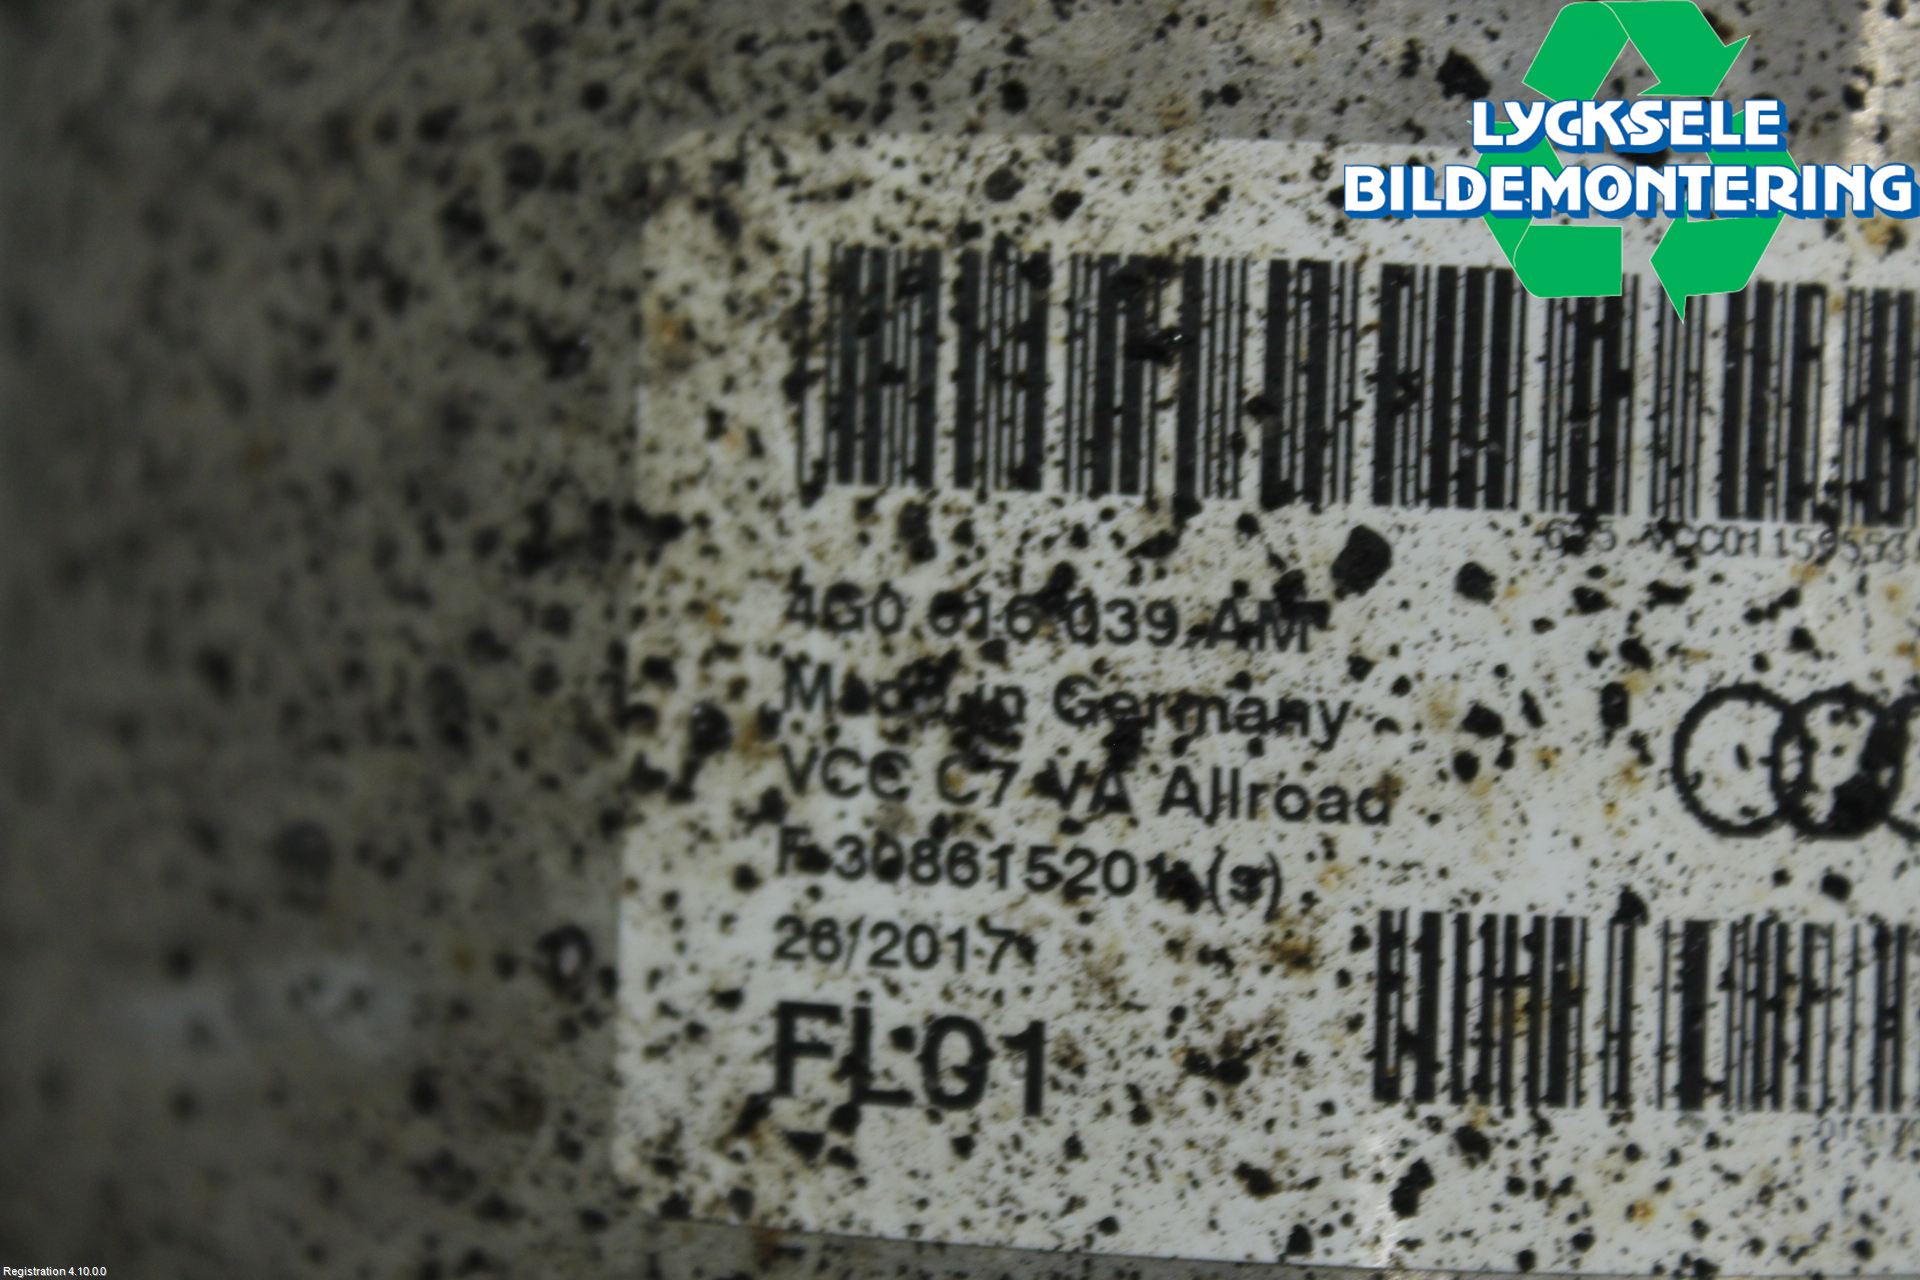 LYCKSELE
BILDEMONTERING
4G0 616 039 AM
Made in Germany
VCC C7 VA Allroad
26/2017
FL01
Registration 4.10.0.0